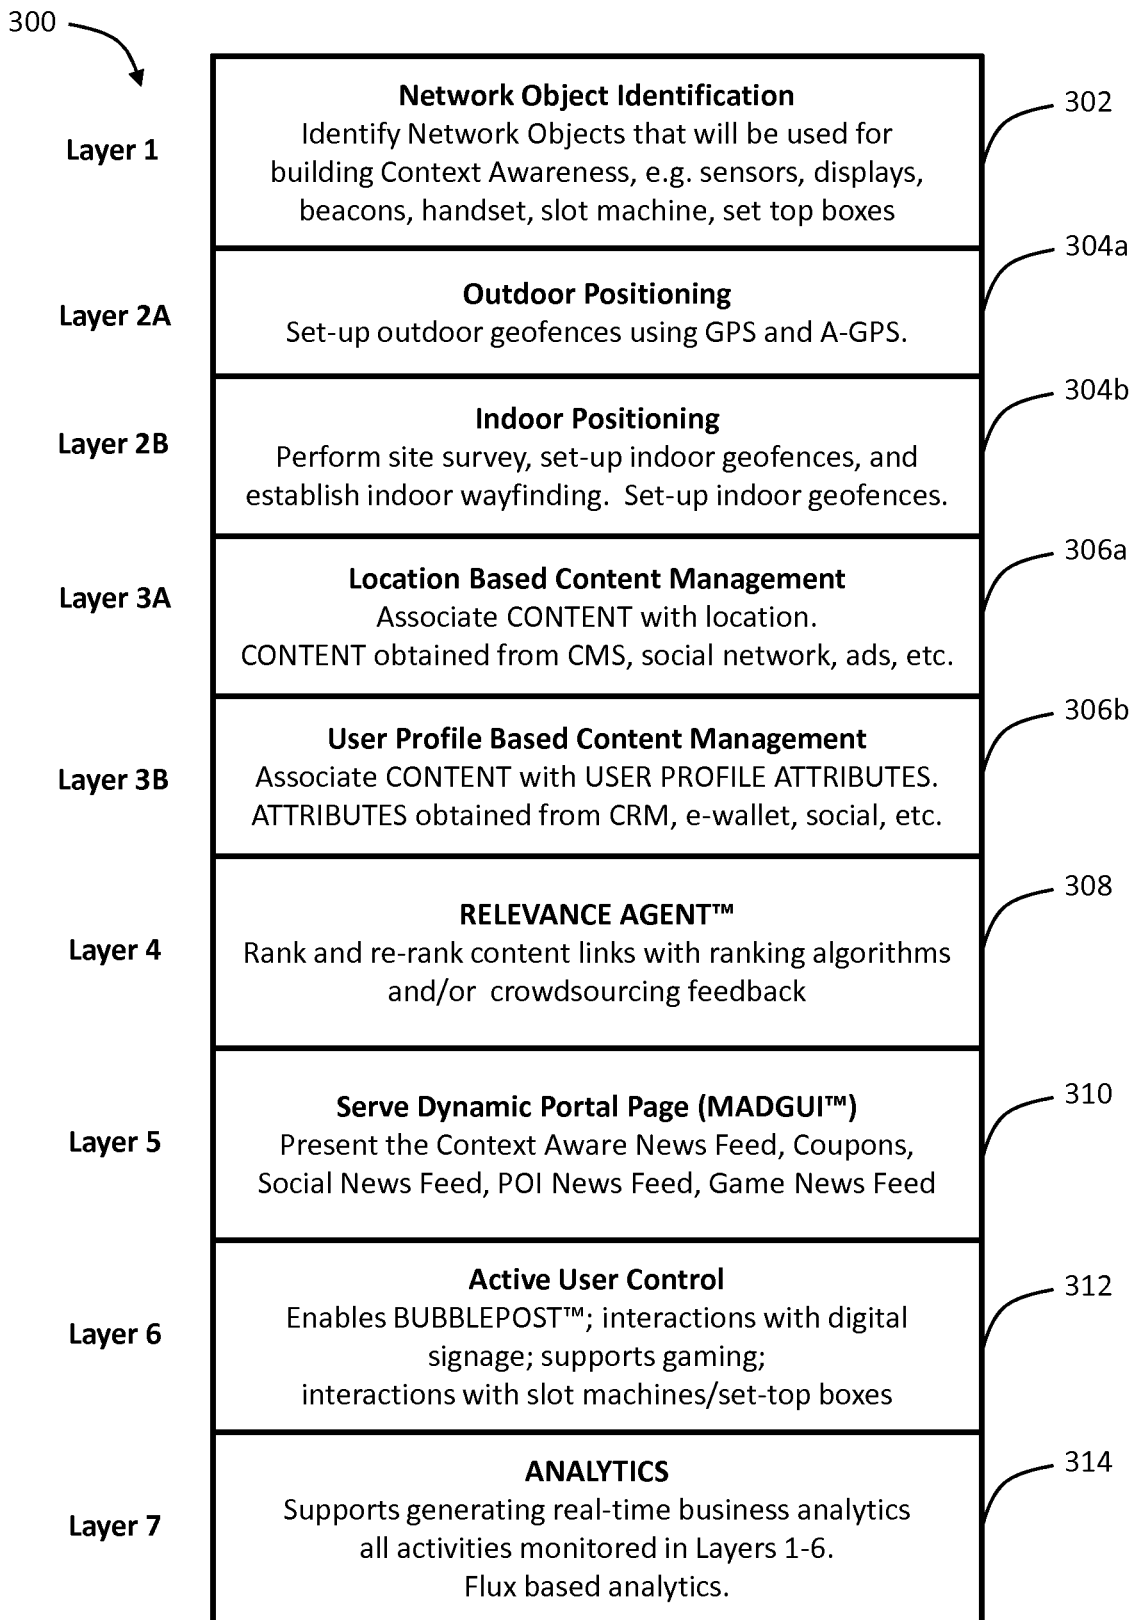 300
Network Object Identification
302
Layer 1
Identify Network Objects that will be used for
building Context Awareness, e.g. sensors, displays,
beacons, handset, slot machine, set top boxes
304a
Layer 2A
Outdoor Positioning
Set-up outdoor geofences using GPS and A-GPS.
304b
Layer 2B
Indoor Positioning
Perform site survey, set-up indoor geofences, and
establish indoor wayfinding.  Set-up indoor geofences.
306a
Layer 3A
Location Based Content Management
Associate CONTENT with location.
CONTENT obtained from CMS, social network, ads, etc.
306b
Layer 3B
User Profile Based Content Management
Associate CONTENT with USER PROFILE ATTRIBUTES.
ATTRIBUTES obtained from CRM, e-wallet, social, etc.
308
Layer 4
RELEVANCE AGENT™
Rank and re-rank content links with ranking algorithms
and/or  crowdsourcing feedback
310
Layer 5
Serve Dynamic Portal Page (MADGUI™)
Present the Context Aware News Feed, Coupons,
Social News Feed, POI News Feed, Game News Feed
312
Layer 6
Active User Control
Enables BUBBLEPOST™; interactions with digital
signage; supports gaming;
interactions with slot machines/set-top boxes
314
Layer 7
ANALYTICS
Supports generating real-time business analytics
all activities monitored in Layers 1-6.
Flux based analytics.